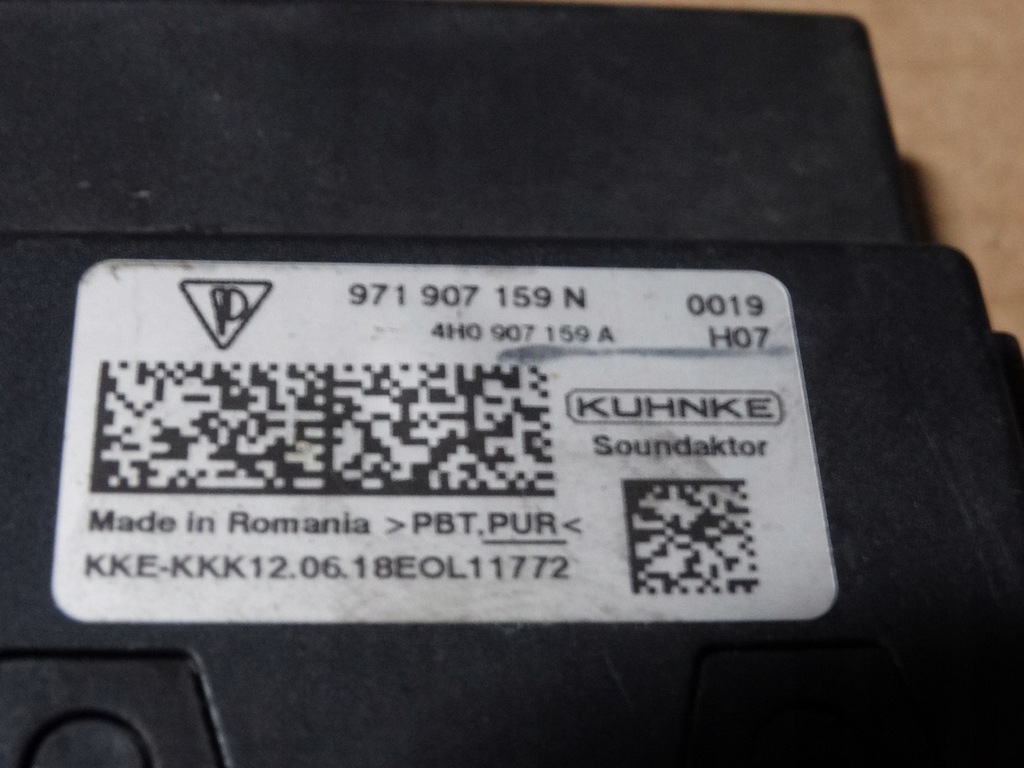 971 907 159 N 0019
4H0 907 159 A H07
KUHNKE
Soundaktor
Made in Romania >PBT,PUR<
KKE-KKK12.06.18EOL11772